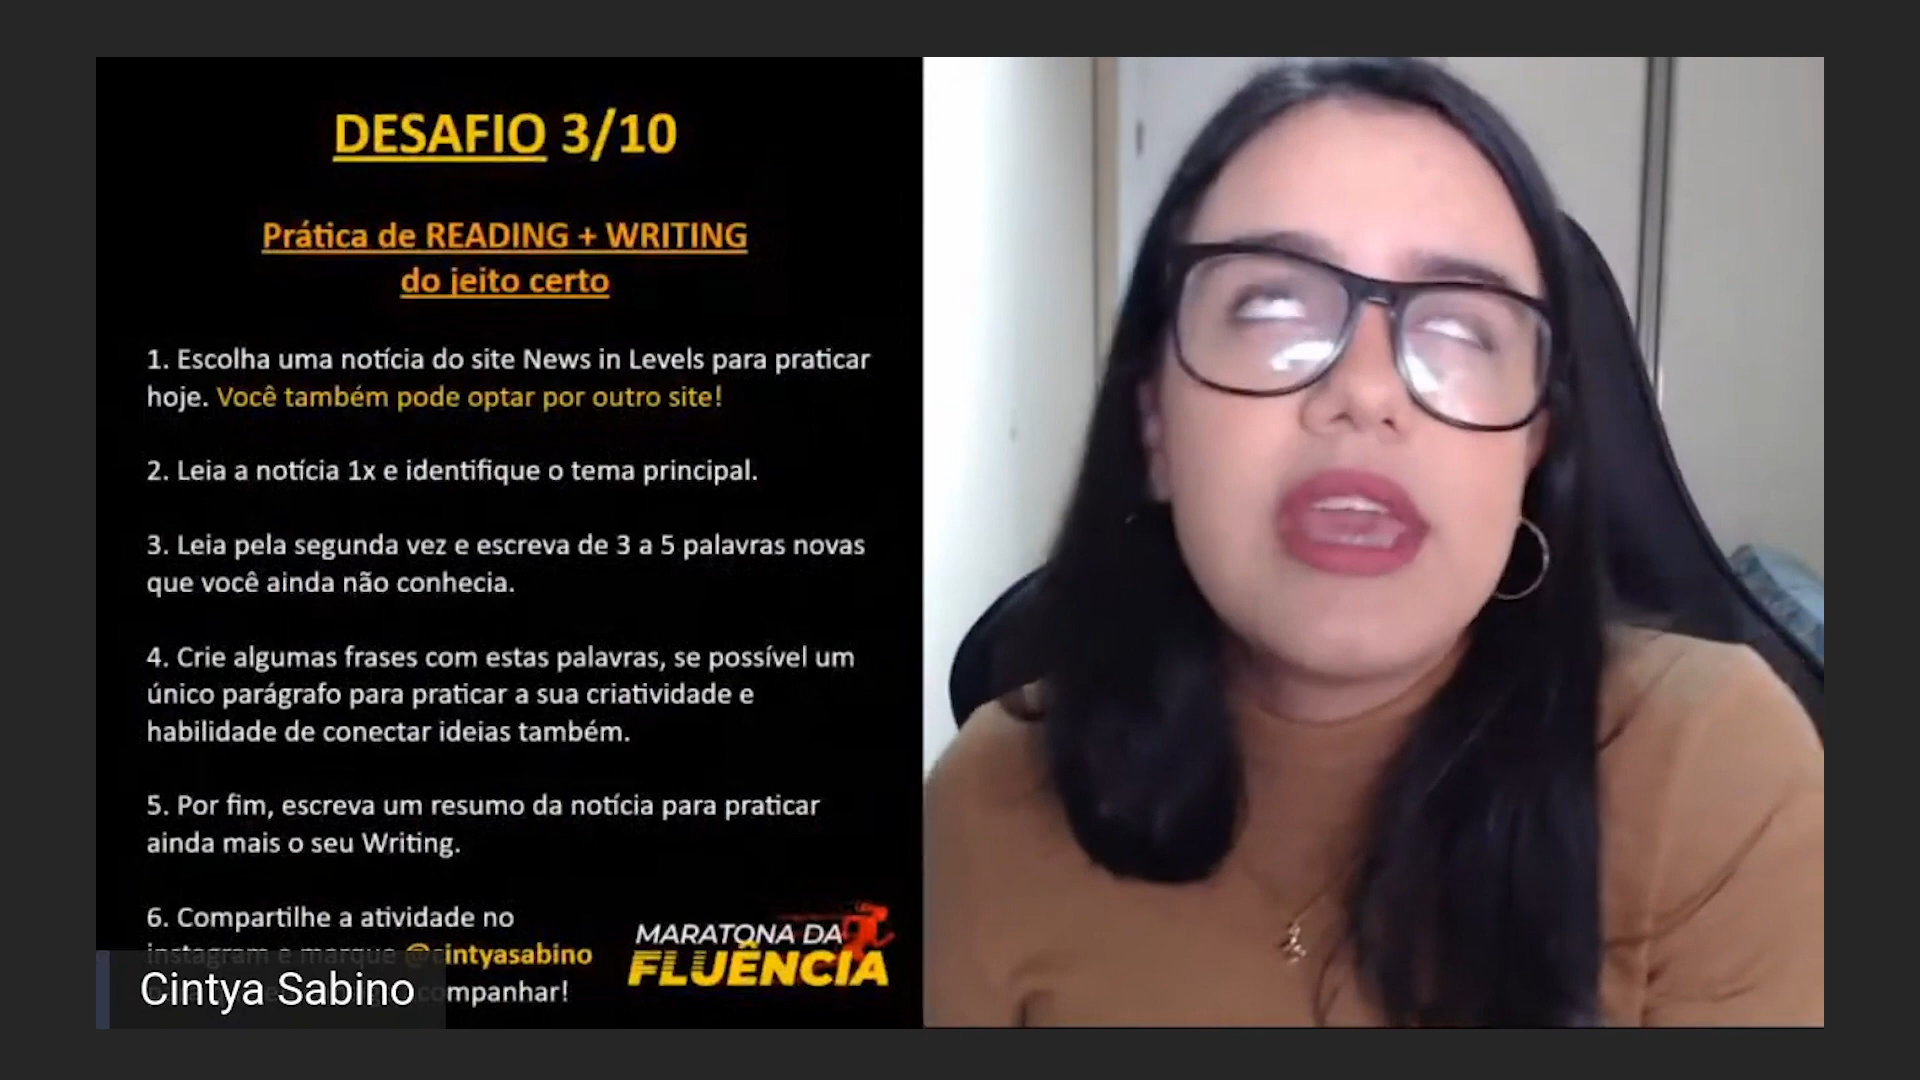 DESAFIO 3/10
Prática de READING + WRITING
do jeito certo
1. Escolha uma notícia do site News in Levels para praticar
hoje. Você também pode optar por outro site!
2. Leia a notícia 1x e identifique o tema principal.
3. Leia pela segunda vez e escreva de 3 a 5 palavras novas
que você ainda não conhecia.
4. Crie algumas frases com estas palavras, se possível um
único parágrafo para praticar a sua criatividade e
habilidade de conectar ideias também.
5. Por fim, escreva um resumo da notícia para praticar
ainda mais o seu Writing.
6. Compartilhe a atividade no
instagram e marque @cintyasabino
companhar!
Cintya Sabino
MARATONA DA
FLUÊNCIA